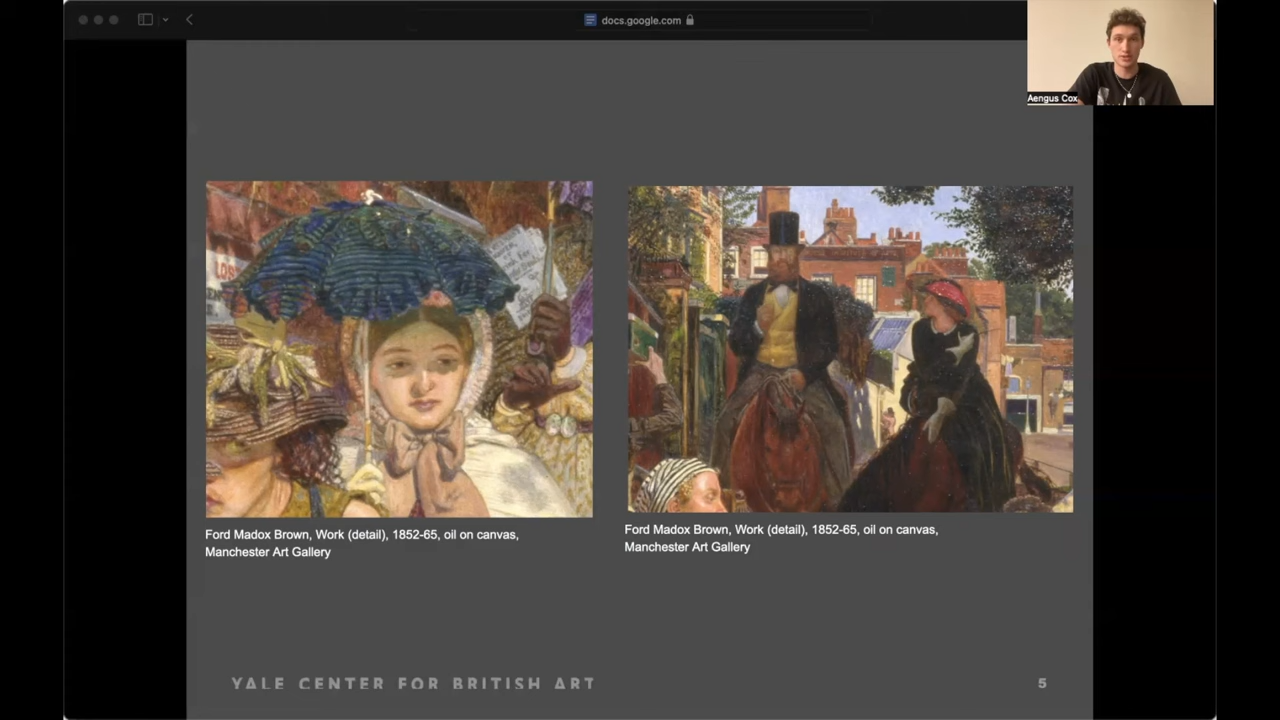 docs.google.com
Aengus Cox
LOS
Ford Madox Brown, Work (detail), 1852-65, oil on canvas,
Manchester Art Gallery
Ford Madox Brown, Work (detail), 1852-65, oil on canvas,
Manchester Art Gallery
YALE CENTER FOR BRITISH ART
5